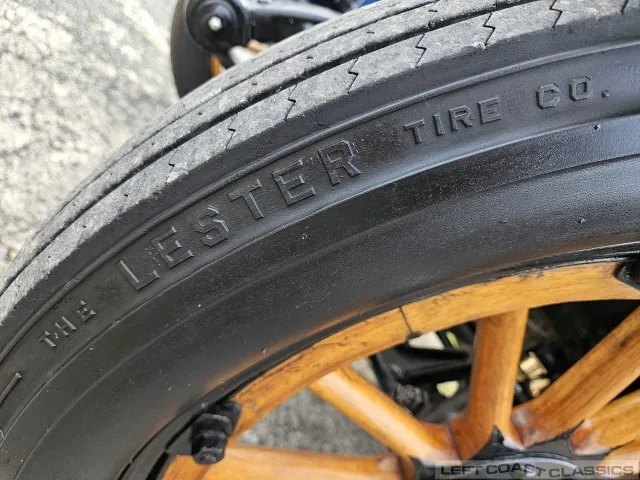 THE LESTER TIRE CO.
LEFT COAST CLASSICS